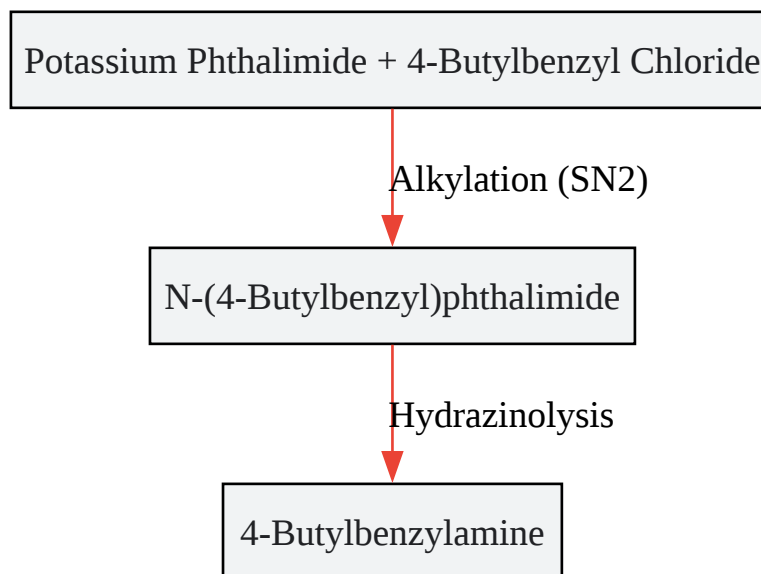 Potassium Phthalimide + 4-Butylbenzyl Chloride
Alkylation (SN2)
N-(4-Butylbenzyl)phthalimide
Hydrazinolysis
4-Butylbenzylamine